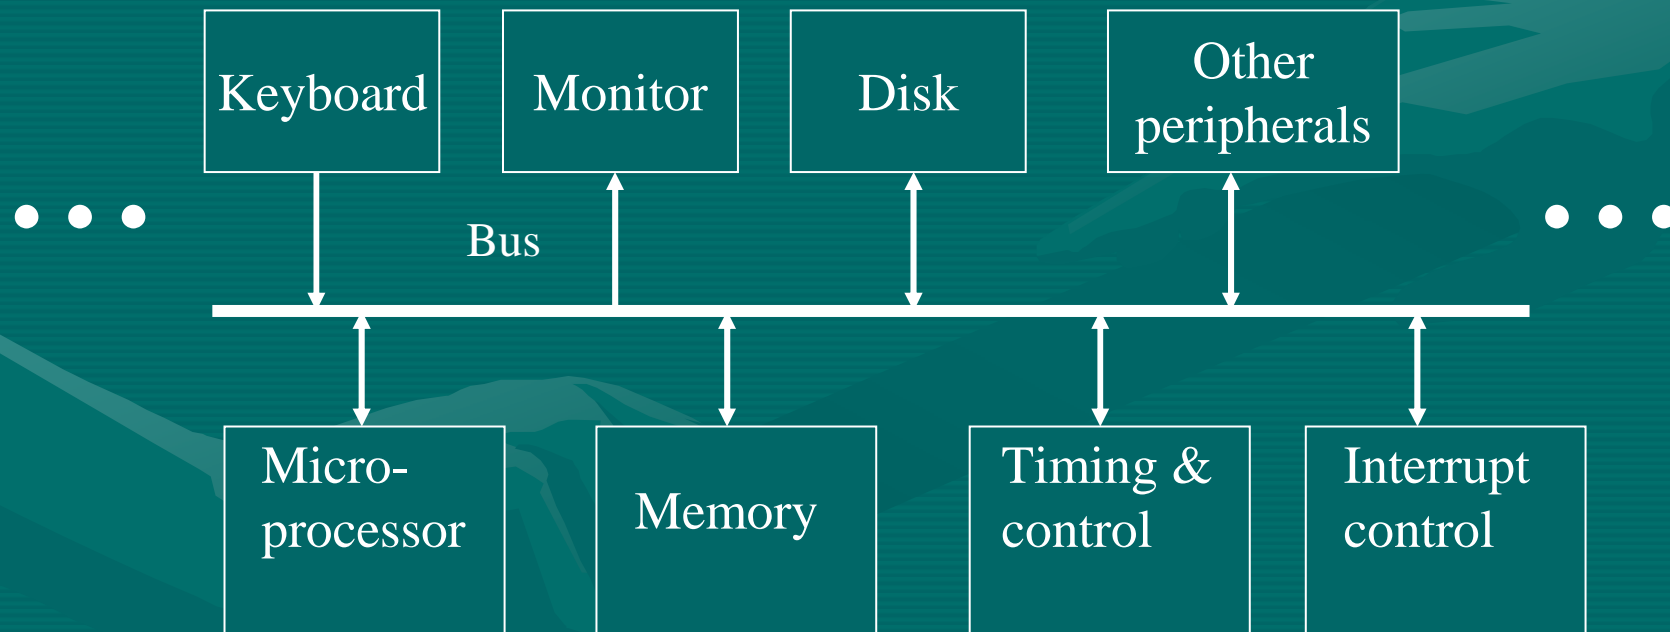 Keyboard
Monitor
Disk
Other
peripherals
Bus
Micro-
processor
Memory
Timing &
control
Interrupt
control